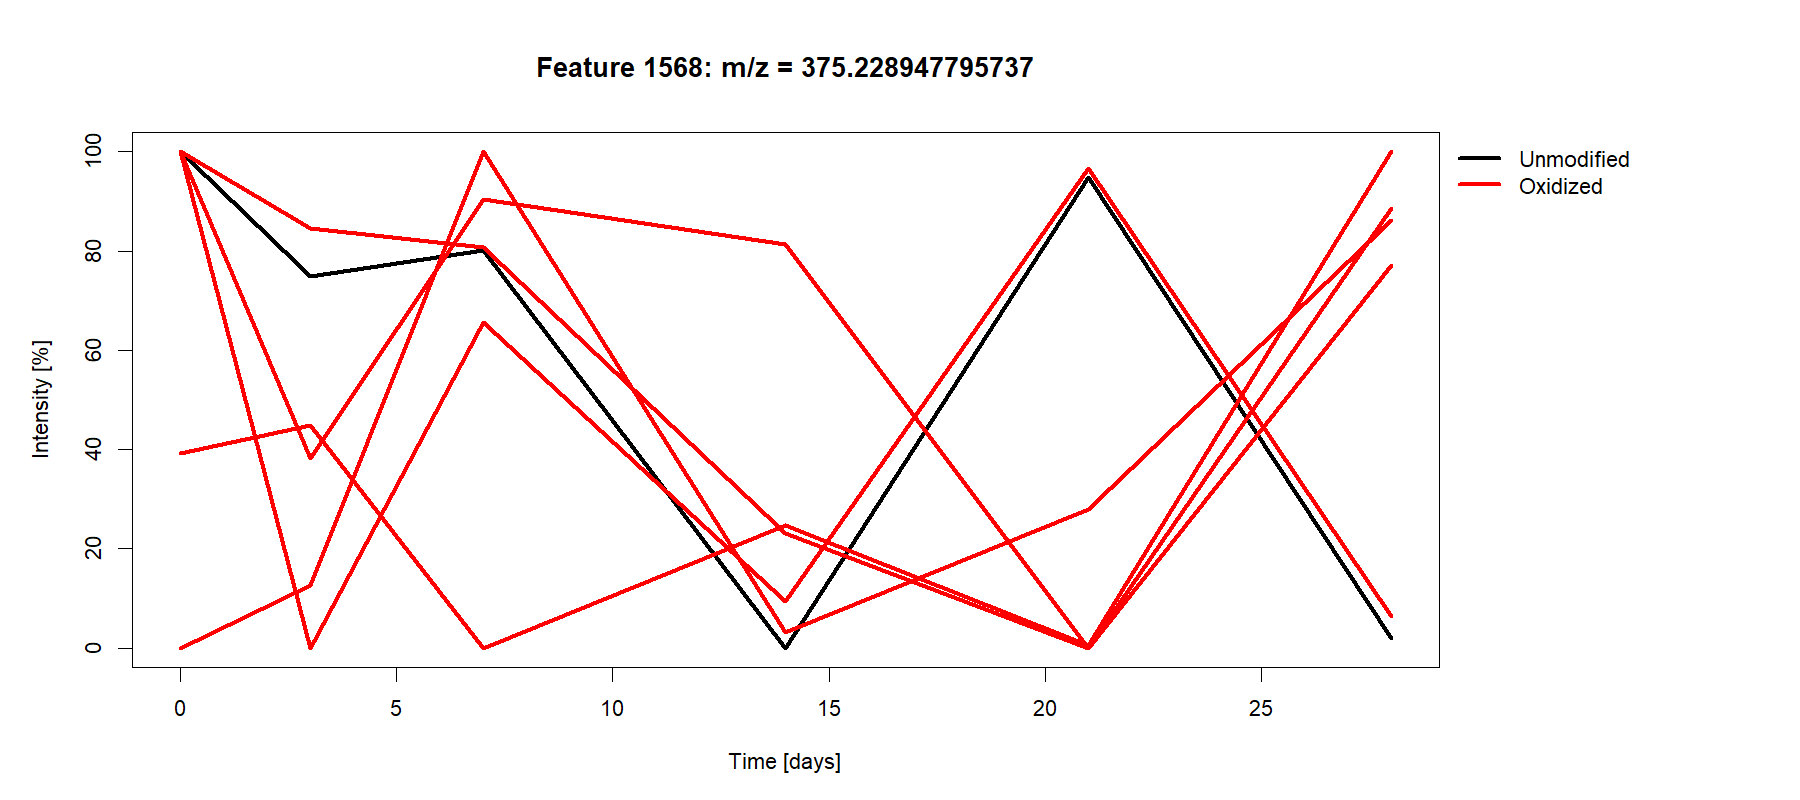 Feature 1568: m/z = 375.228947795737
Unmodified
Oxidized
Intensity [%]
100
80
60
40
20
0
0 5 10 15 20 25
Time [days]